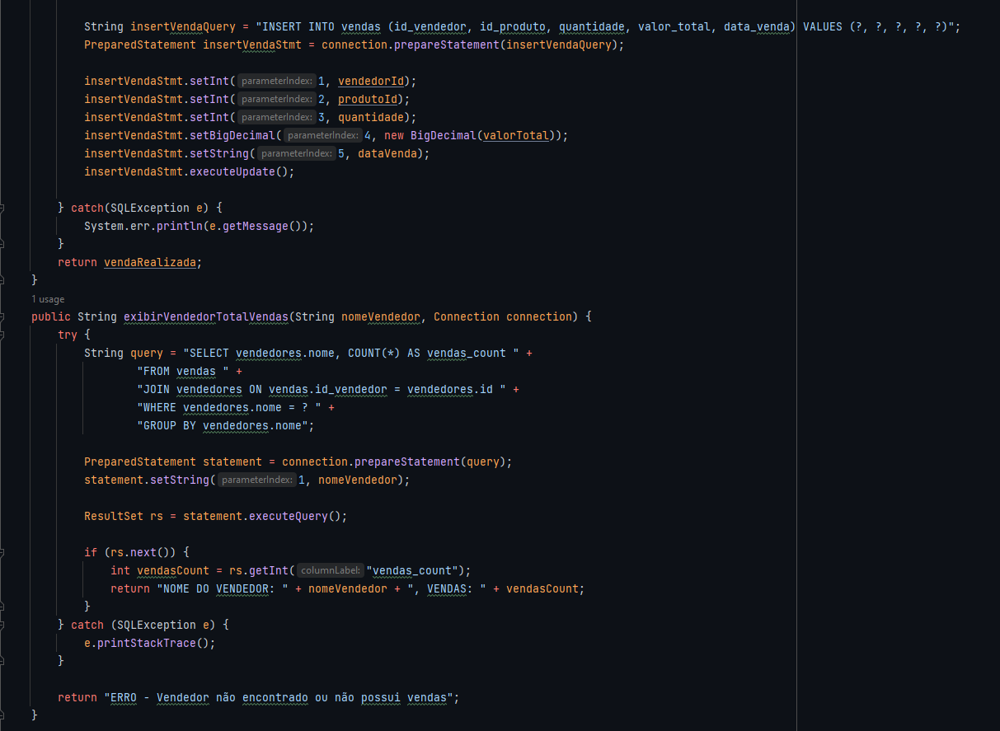 String insertVendaQuery = "INSERT INTO vendas (id_vendedor, id_produto, quantidade, valor_total, data_venda) VALUES (?, ?, ?, ?, ?)";
PreparedStatement insertVendaStmt = connection.prepareStatement(insertVendaQuery);
insertVendaStmt.setInt( parameterIndex: 1, vendedorId);
insertVendaStmt.setInt( parameterIndex: 2, produtoId);
insertVendaStmt.setInt( parameterIndex: 3, quantidade);
insertVendaStmt.setBigDecimal( parameterIndex: 4, new BigDecimal(valorTotal));
insertVendaStmt.setString( parameterIndex: 5, dataVenda);
insertVendaStmt.executeUpdate();
} catch(SQLException e) {
System.err.println(e.getMessage());
}
return vendaRealizada;
}
1 usage
public String exibirVendedorTotalVendas(String nomeVendedor, Connection connection) {
try {
String query = "SELECT vendedores.nome, COUNT(*) AS vendas_count " +
"FROM vendas " +
"JOIN vendedores ON vendas.id_vendedor = vendedores.id " +
"WHERE vendedores.nome = ? " +
"GROUP BY vendedores.nome";
PreparedStatement statement = connection.prepareStatement(query);
statement.setString( parameterIndex: 1, nomeVendedor);
ResultSet rs = statement.executeQuery();
if (rs.next()) {
int vendasCount = rs.getInt( columnLabel: "vendas_count");
return "NOME DO VENDEDOR: " + nomeVendedor + ", VENDAS: " + vendasCount;
}
} catch (SQLException e) {
e.printStackTrace();
}
return "ERRO - Vendedor não encontrado ou não possui vendas";
}